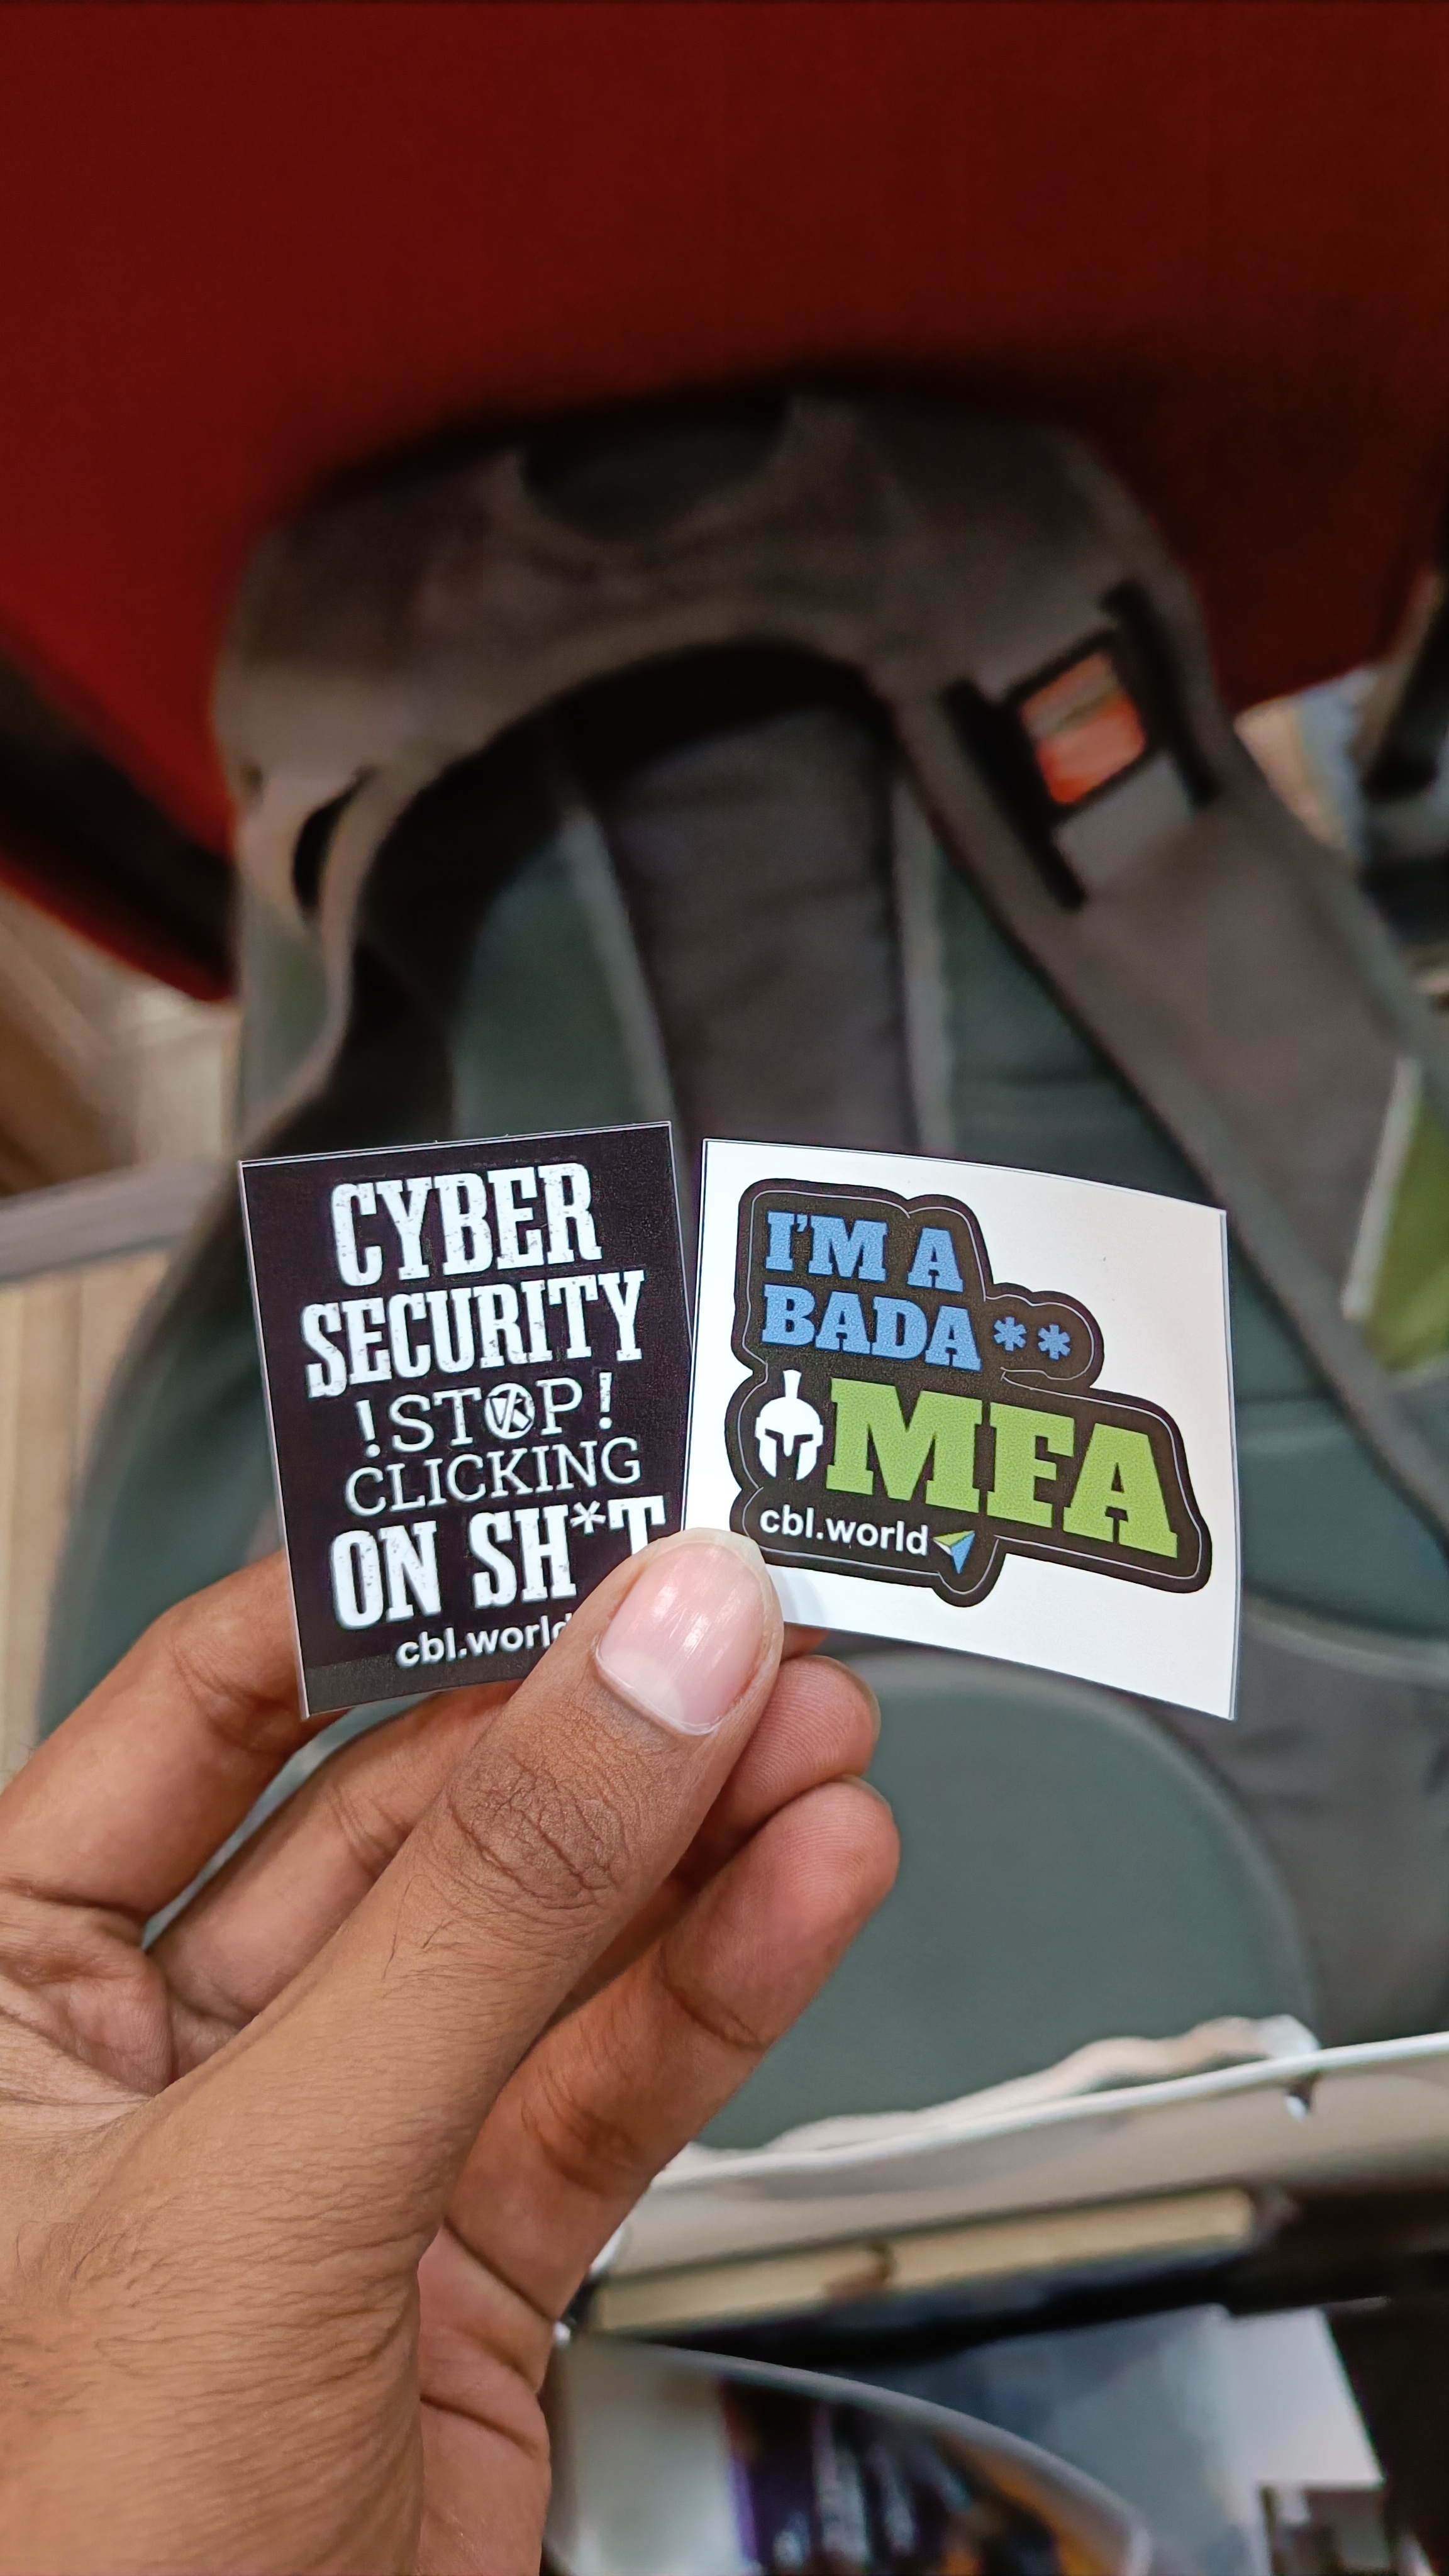 CYBER
SECURITY
!STOP!
CLICKING
ON SH*T
cbl.world
I'M A
BADA**
MFA
cbl.world